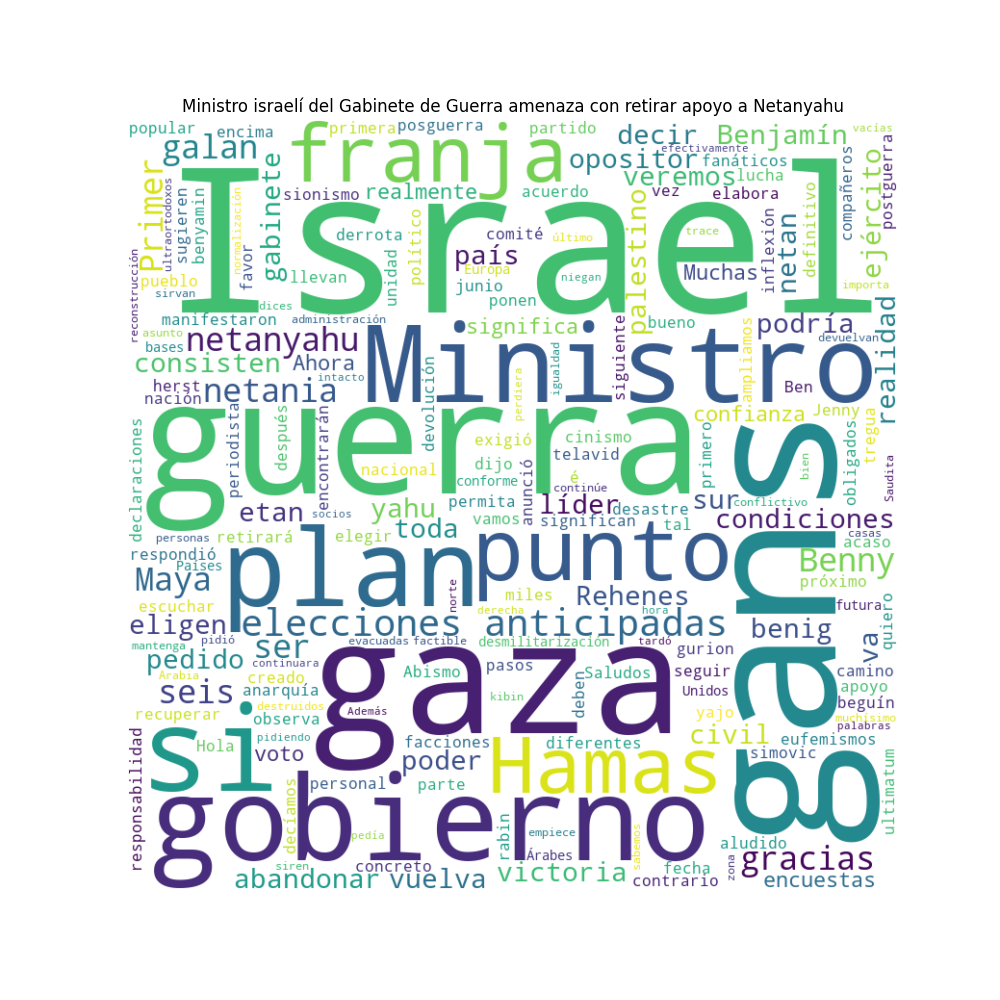 Ministro israelí del Gabinete de Guerra amenaza con retirar apoyo a Netanyahu
popular
encima
primera
posguerra
partido
decir
Benjamín
vacías
galan
franja
efectivamente
opositor
fanáticos
Primer
ultraortodoxos
sugieren
benyamin
normalización
favor
gabinete
sionismo
realmente
acuerdo
veremos
lucha
vez
elabora
compañeros
ejército
postguerra
Israel
derrota
político
comité
último
palestino
trace
inflexión
netan
definitivo
reconstrucción
pueblo
sirvan
llevan
unidad
país
Europa
junio
niegan
Muchas
importa
dices
ponen
manifestaron
administración
significa
bueno
podría
realidad
asunto
bases
netanyahu
Ministro
igualdad
siguiente
devuelvan
consisten
Ahora
intacto
devolución
perdiera
ampliamos
herst
nación
netania
Ben
guerra
confianza
Jenny
tregua
declaraciones
periodista
después
encontrarán
exigió
cinismo
telavid
primero
bien
obligados
Saudita
nacional
dijo
conforme
é
continúe
anunció
gans
conflictivo
etan
socios
yahu
permita
líder
desastre
sur
condiciones
personas
retirará
elegir
toda
vamos
significan
tal
casas
respondió
Países
plan
punto
acaso
Benny
Maya
norte
próximo
escuchar
miles
Rehenes
derecha
hora
futura
eligen
elecciones anticipadas
benig
va
quiero
pidió
mantenga
ser
evacuadas
factible
desmilitarización
tardó
gurion
pedido
continuara
gaza
Abismo
pasos
deben
Saludos
seguir
camino
Arabia
creado
Unidos
apoyo
seis
anarquía
destruidos
kibin
beguín
recuperar
observa
Además
yajo
muchísimo
palabras
si
pidiendo
civil
eufemismos
Hola
voto
facciones
diferentes
simovic
responsabilidad
poder
Hamas
ultimatum
decíamos
personal
parte
gobierno
pedía
rabin
empiece
sabemos
aludido
Árabes
siren
concreto
victoria
fecha
zona
gracias
abandonar
vuelva
contrario
encuestas